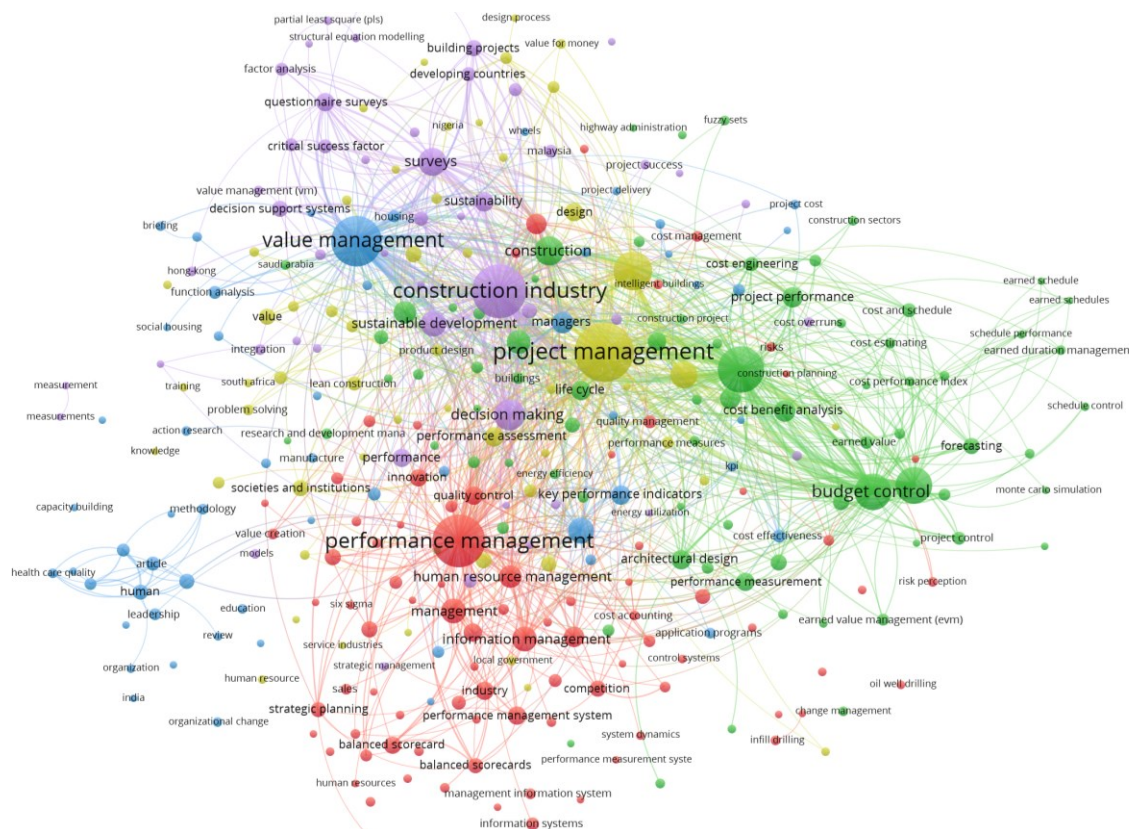 partial least square (pls)
design process
structural equation modelling
building projects
value for money
factor analysis
developing countries
questionnaire surveys
fuzzy sets
nigeria
wheels
highway administration
critical success factor
surveys
malaysia
project success
value management (vm)
project delivery
decision support systems
housing
sustainability
design
project cost
briefing
value management
construction
cost management
construction sectors
saudi arabia
cost engineering
hong-kong
function analysis
construction industry
intelligent buildings
project performance
earned schedule
earned schedules
value
social housing
sustainable development
managers
construction project
cost overruns
cost and schedule
schedule performance
integration
product design
project management
risks
cost estimating
earned duration management
buildings
construction planning
measurement
training
south africa
lean construction
life cycle
cost performance index
measurements
problem solving
decision making
cost benefit analysis
schedule control
action research
research and development mana
performance assessment
quality management
performance measures
earned value
forecasting
knowledge
manufacture
performance
innovation
energy efficiency
kpi
societies and institutions
quality control
key performance indicators
budget control
monte carlo simulation
capacity building
methodology
energy utilization
value creation
performance management
cost effectiveness
project control
models
article
architectural design
health care quality
human resource management
performance measurement
risk perception
human
leadership
education
six sigma
management
cost accounting
earned value management (evm)
review
service industries
information management
application programs
organization
strategic management
local government
control systems
human resource
sales
industry
competition
oil well drilling
india
strategic planning
organizational change
performance management system
change management
balanced scorecard
system dynamics
infill drilling
balanced scorecards
performance measurement syste
human resources
management information system
information systems